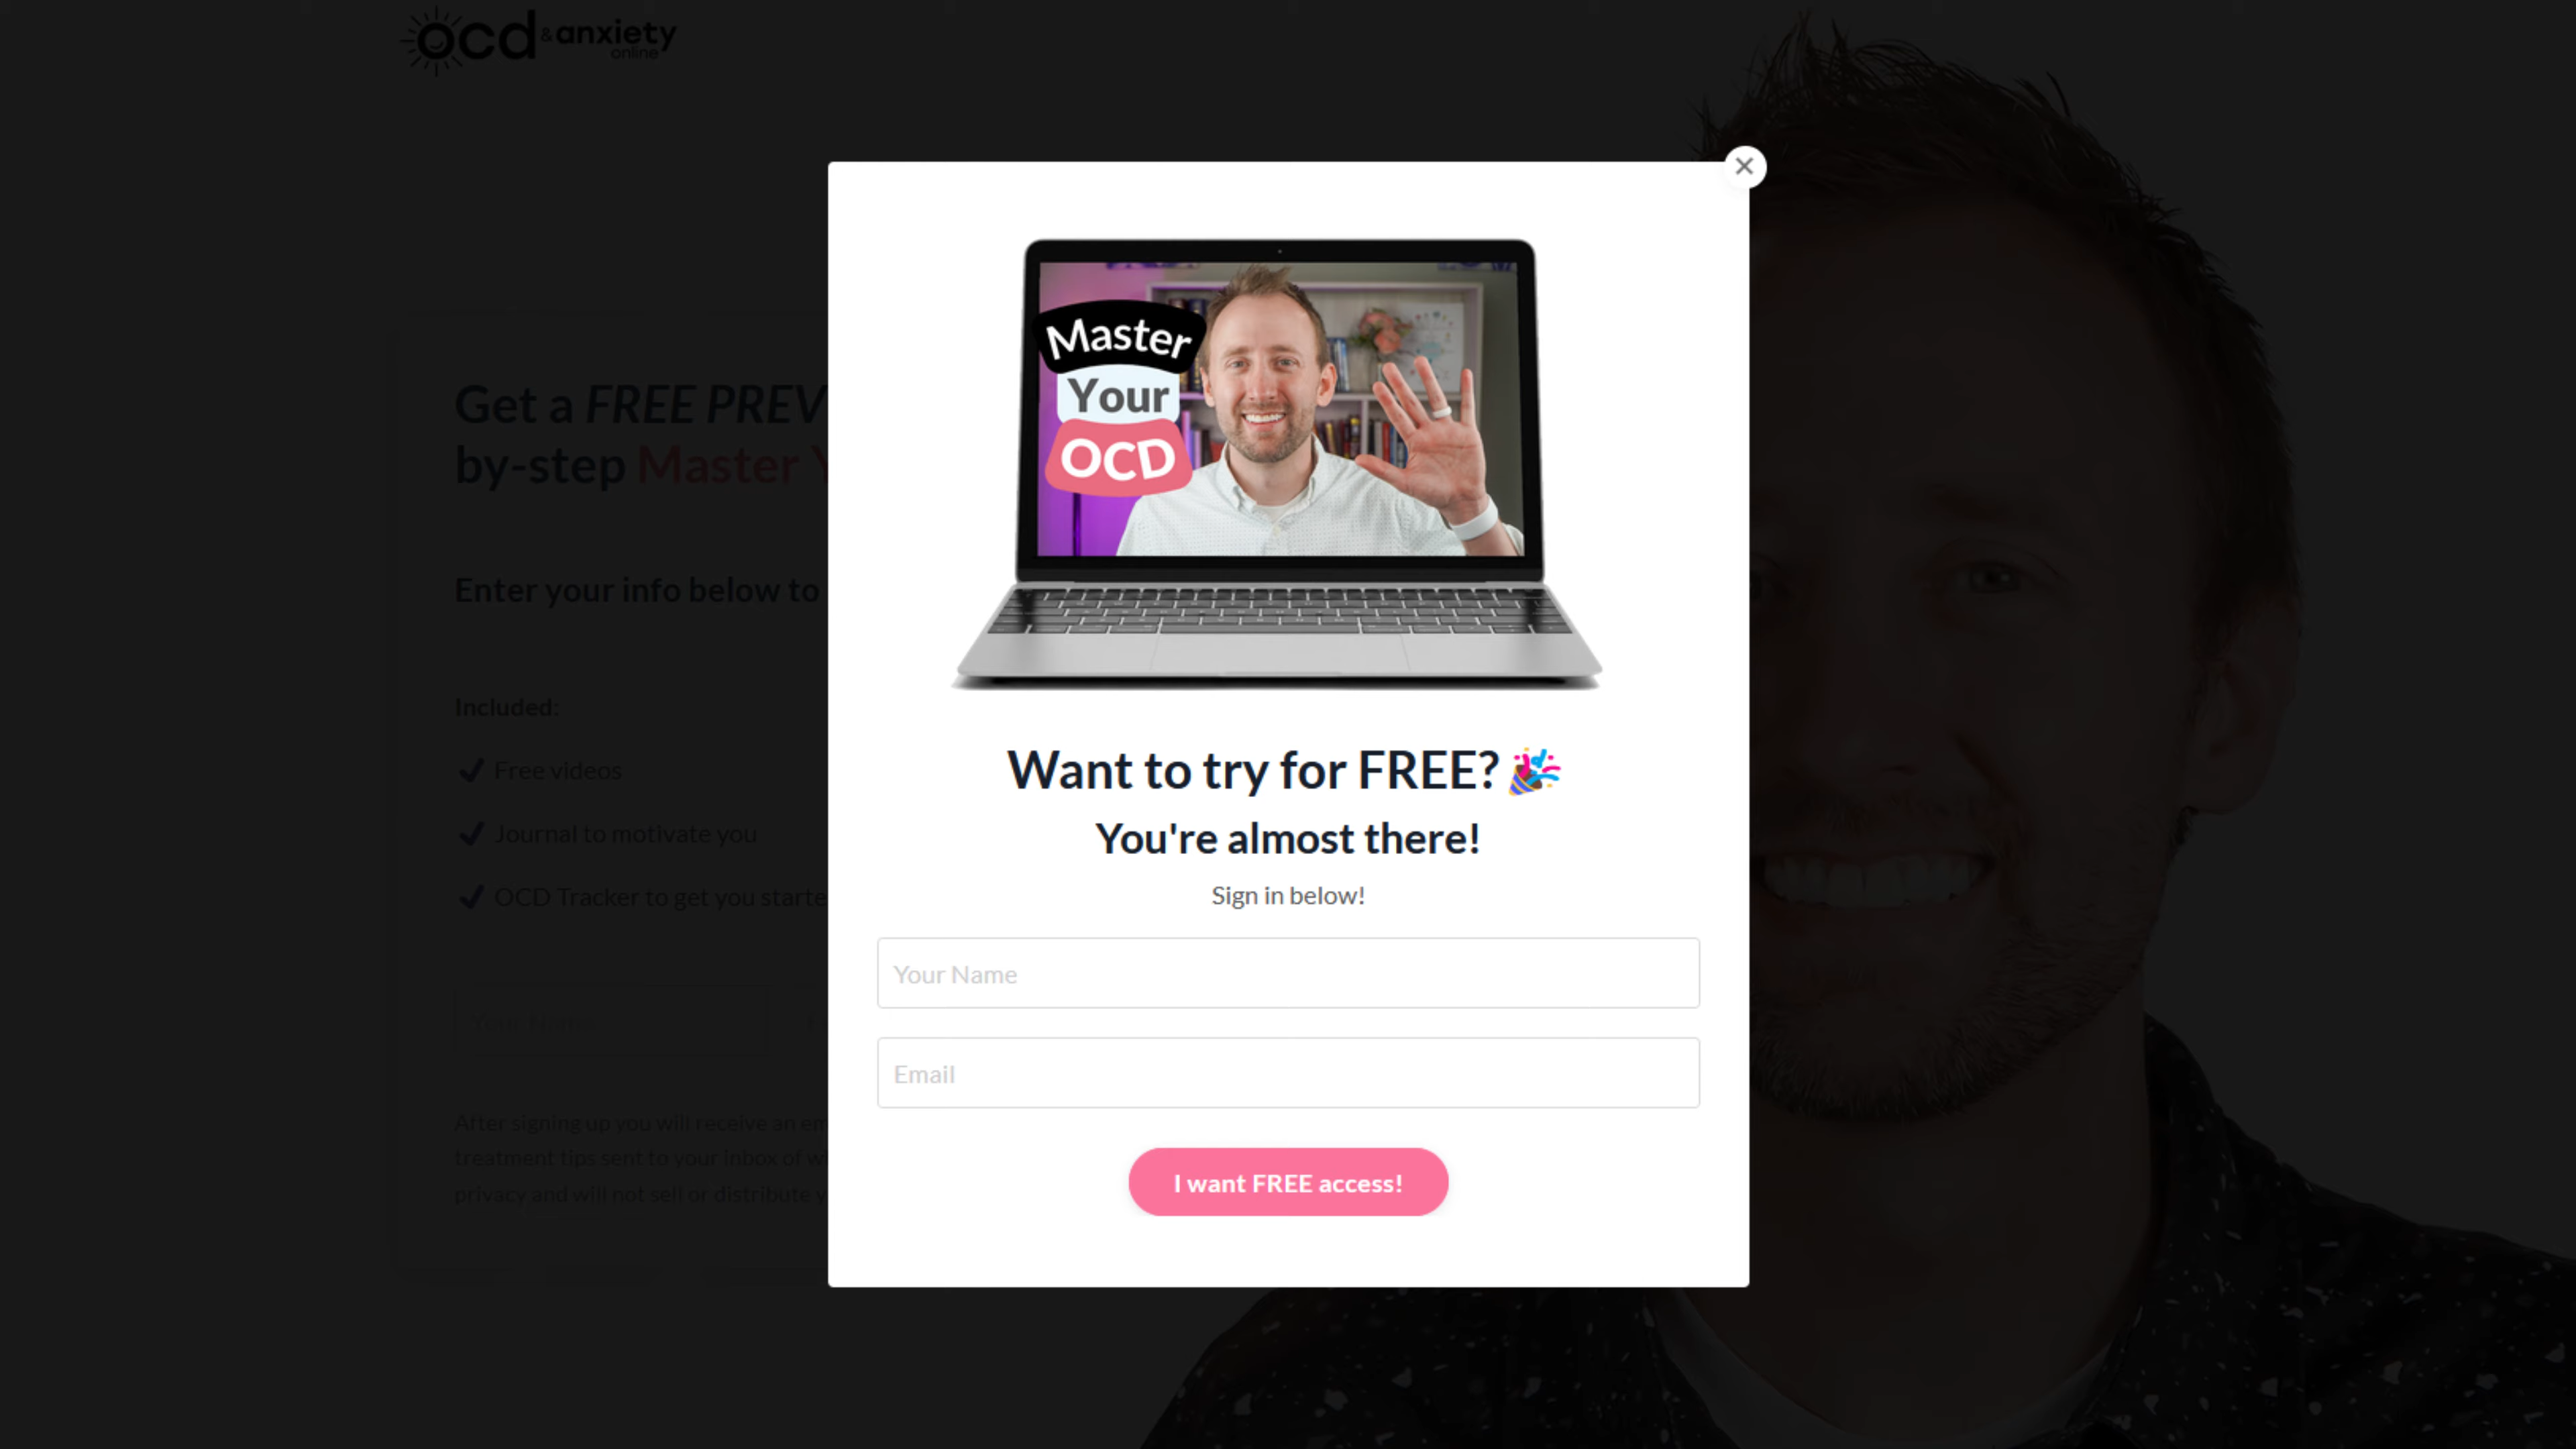 ocd & anxiety
online
Get a FREE PREV
by-step Master Y
Enter your info below to
Included:
Free videos
Journal to motivate you
OCD Tracker to get you starte
Your Name
After signing up you will receive an em
treatment tips sent to your inbox of w
privacy and will not sell or distribute y
Master
Your
OCD
Want to try for FREE? 🎉
You're almost there!
Sign in below!
Your Name
Email
I want FREE access!